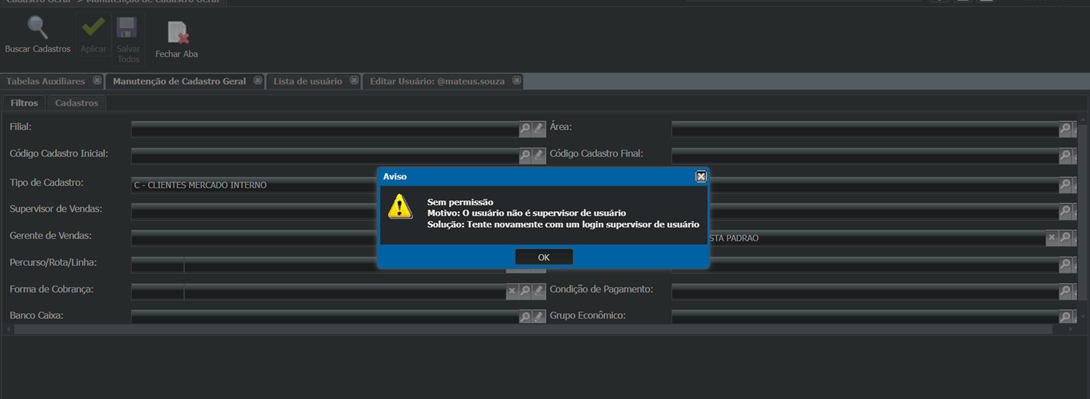 Cadastro Geral > Manutenção de Cadastro Geral
Buscar Cadastros
Aplicar
Salvar
Todos
Fechar Aba
Tabelas Auxiliares
Manutenção de Cadastro Geral
Lista de usuário
Editar Usuário: @mateus.souza
Filtros
Cadastros
Filial:
Área:
Código Cadastro Inicial:
Código Cadastro Final:
Tipo de Cadastro:
C - CLIENTES MERCADO INTERNO
Supervisor de Vendas:
Gerente de Vendas:
STA PADRAO
Percurso/Rota/Linha:
Forma de Cobrança:
Condição de Pagamento:
Banco Caixa:
Grupo Econômico:
Aviso
Sem permissão
Motivo: O usuário não é supervisor de usuário
Solução: Tente novamente com um login supervisor de usuário
OK